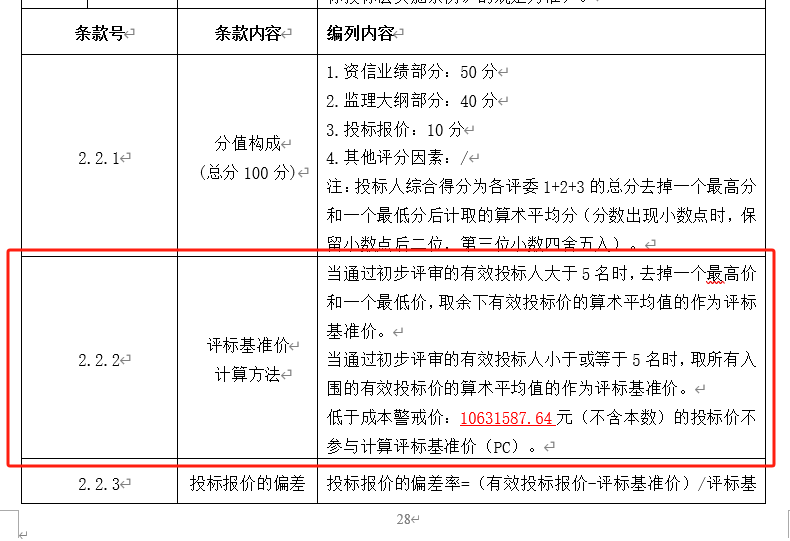 条款号 条款内容 编列内容
2.2.1
分值构成
(总分 100 分)
1.资信业绩部分：50 分
2.监理大纲部分：40 分
3.投标报价：10 分
4.其他评分因素：/
注：投标人综合得分为各评委 1+2+3 的总分去掉一个最高分
和一个最低分后计取的算术平均分（分数出现小数点时，保
留小数点后二位，第三位小数四舍五入）。
2.2.2
评标基准价
计算方法
当通过初步评审的有效投标人大于 5 名时，去掉一个最高价
和一个最低价，取余下有效投标价的算术平均值的作为评标
基准价。
当通过初步评审的有效投标人小于或等于 5 名时，取所有入
围的有效投标价的算术平均值的作为评标基准价。
低于成本警戒价：10631587.64 元（不含本数）的投标价不
参与计算评标基准价（PC）。
2.2.3 投标报价的偏差 投标报价的偏差率=（有效投标报价-评标基准价）/评标基
28